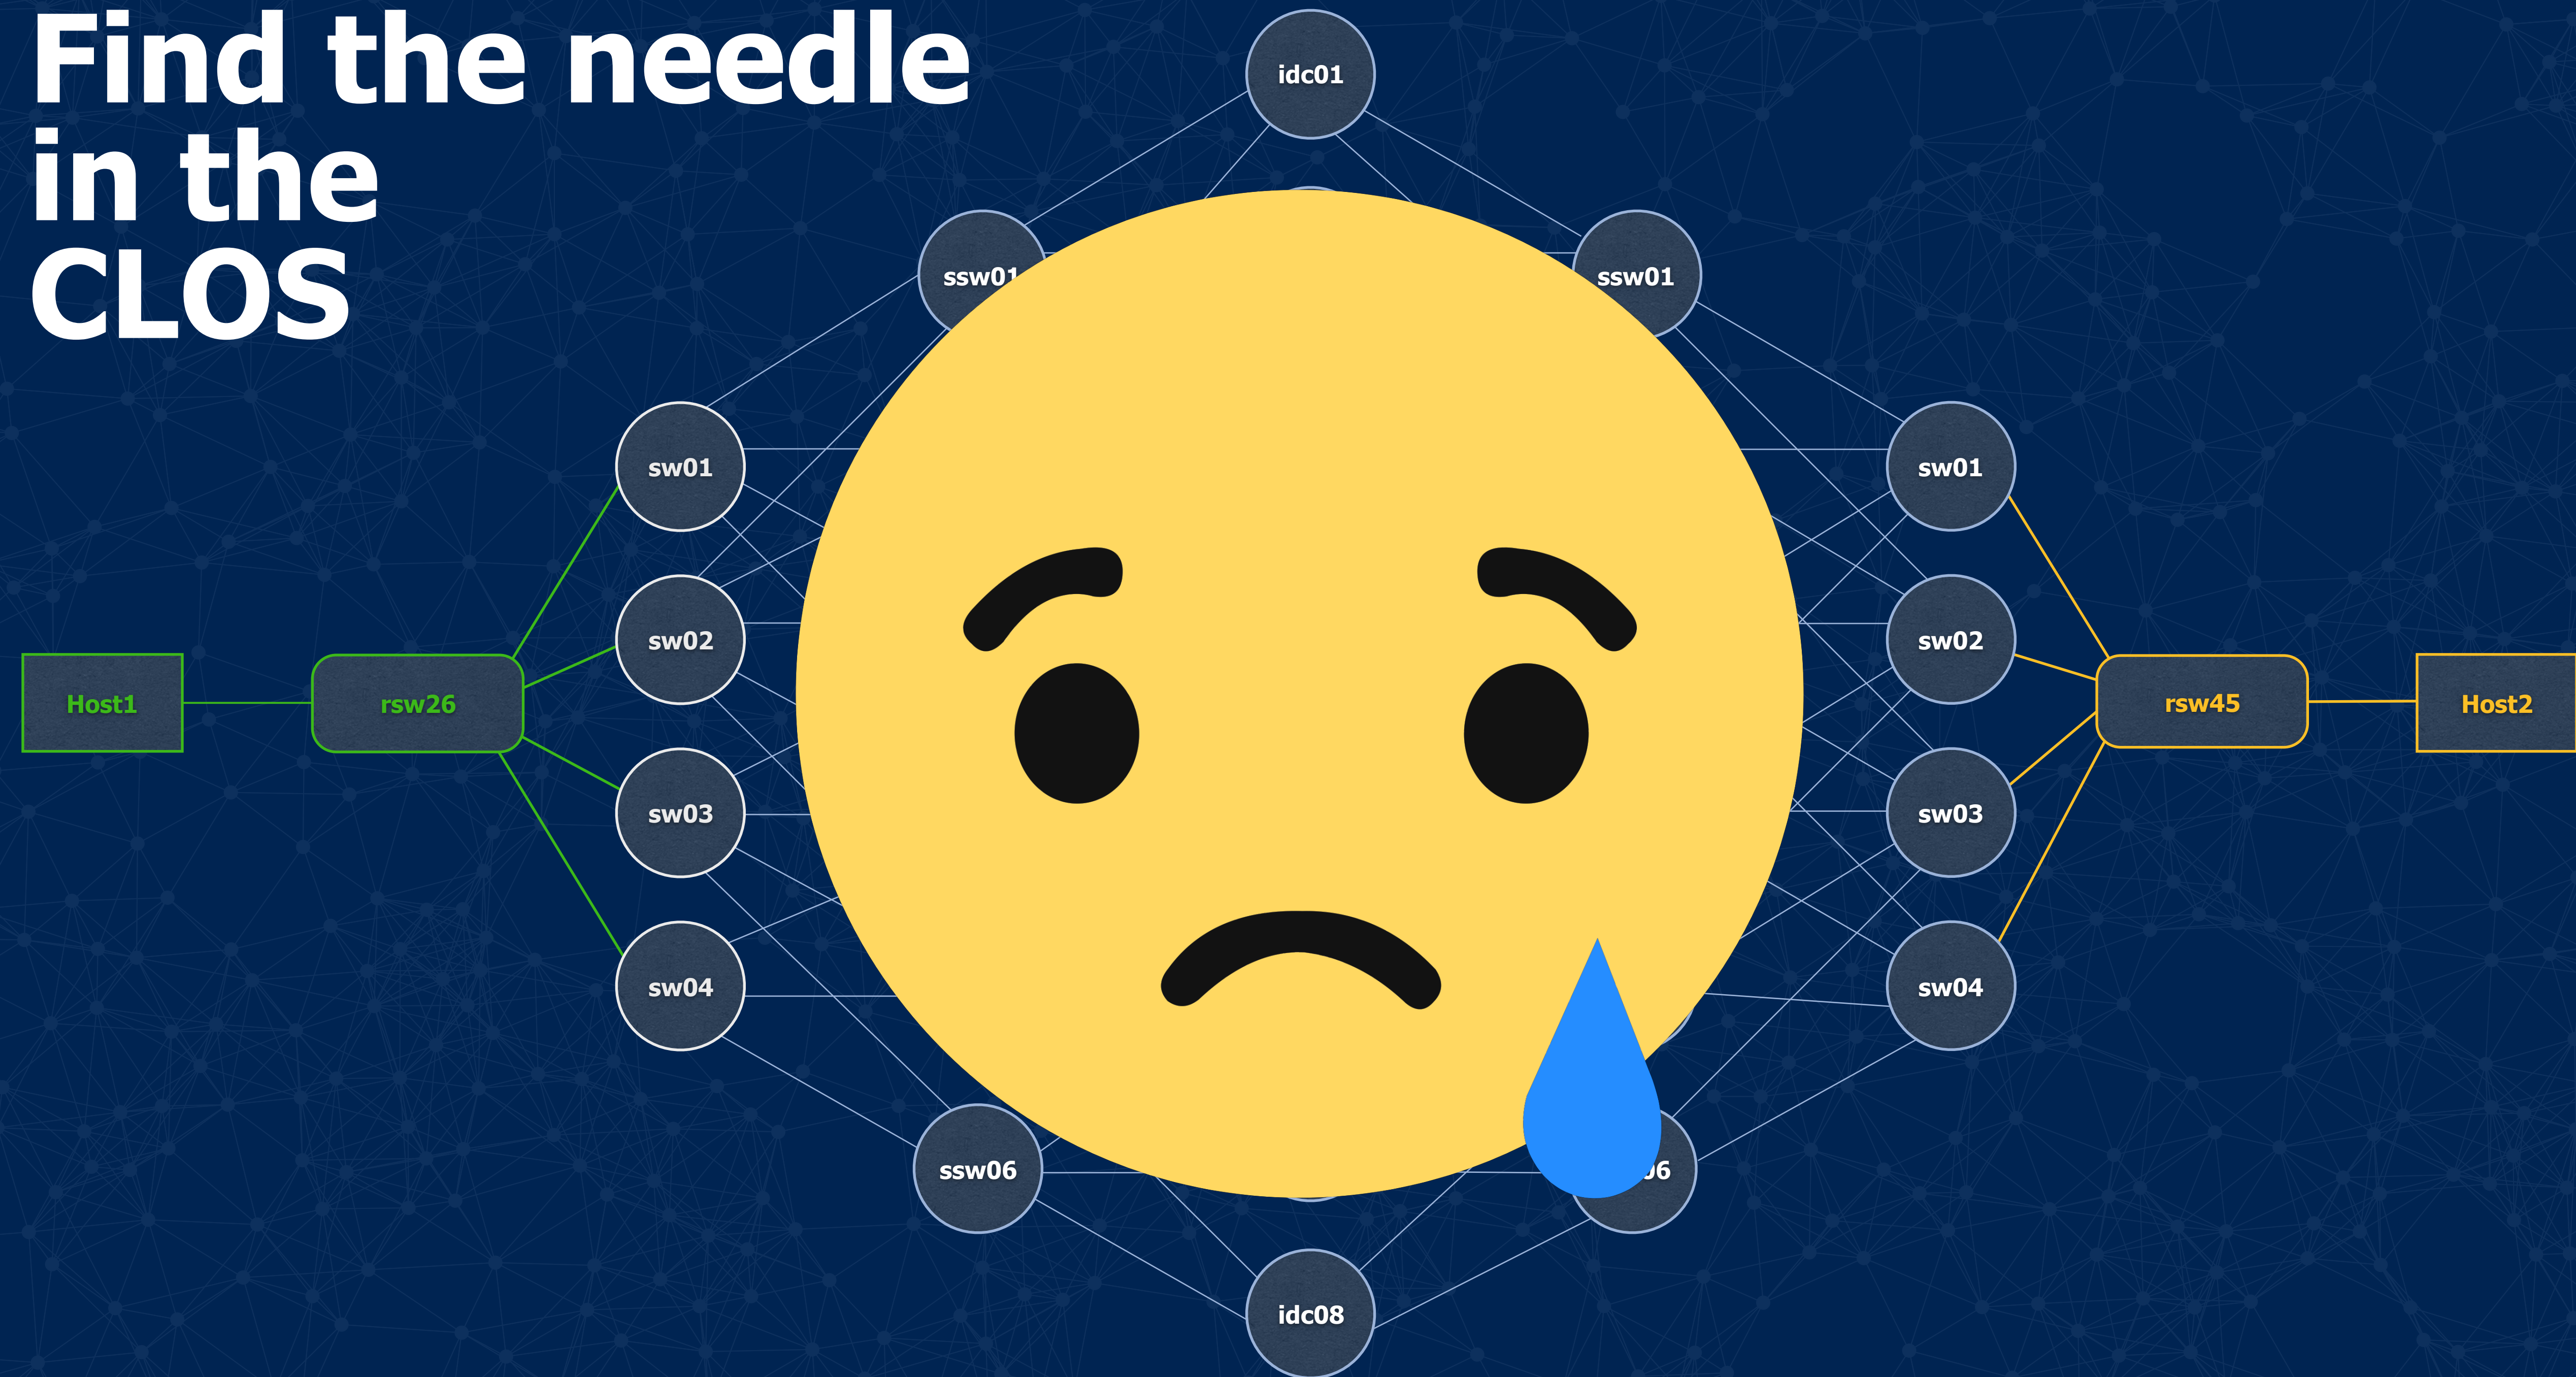 Find the needle
in the
CLOS
idc01
ssw01
ssw01
sw01
sw01
sw02
sw02
Host1
rsw26
rsw45
Host2
sw03
sw03
sw04
sw04
ssw06
06
idc08